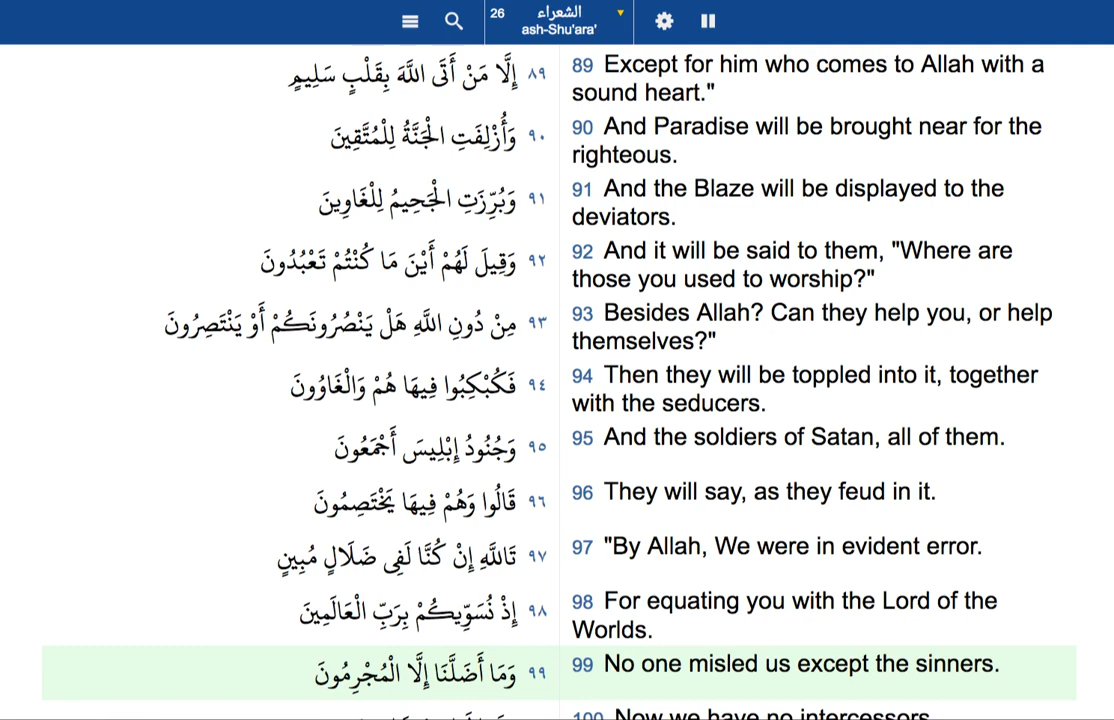 26
الشعراء
ash-Shu'ara'
إِلَّا مَنْ أَتَى اللَّهَ بِقَلْبٍ سَلِيمٍ ٨٩
89 Except for him who comes to Allah with a
sound heart."
وَأُزْلِفَتِ الْجَنَّةُ لِلْمُتَّقِينَ ٩٠
90 And Paradise will be brought near for the
righteous.
وَبُرِّزَتِ الْجَحِيمُ لِلْغَاوِينَ ٩١
91 And the Blaze will be displayed to the
deviators.
وَقِيلَ لَهُمْ أَيْنَ مَا كُنْتُمْ تَعْبُدُونَ ٩٢
92 And it will be said to them, "Where are
those you used to worship?"
مِنْ دُونِ اللَّهِ هَلْ يَنْصُرُونَكُمْ أَوْ يَنْتَصِرُونَ ٩٣
93 Besides Allah? Can they help you, or help
themselves?"
فَكُبْكِبُوا فِيهَا هُمْ وَالْغَاوُونَ ٩٤
94 Then they will be toppled into it, together
with the seducers.
وَجُنُودُ إِبْلِيسَ أَجْمَعُونَ ٩٥
95 And the soldiers of Satan, all of them.
قَالُوا وَهُمْ فِيهَا يَخْتَصِمُونَ ٩٦
96 They will say, as they feud in it.
تَاللَّهِ إِنْ كُنَّا لَفِي ضَلَالٍ مُبِينٍ ٩٧
97 "By Allah, We were in evident error.
إِذْ نُسَوِّيكُمْ بِرَبِّ الْعَالَمِينَ ٩٨
98 For equating you with the Lord of the
Worlds.
وَمَا أَضَلَّنَا إِلَّا الْمُجْرِمُونَ ٩٩
99 No one misled us except the sinners.
100 Now we have no intercessors